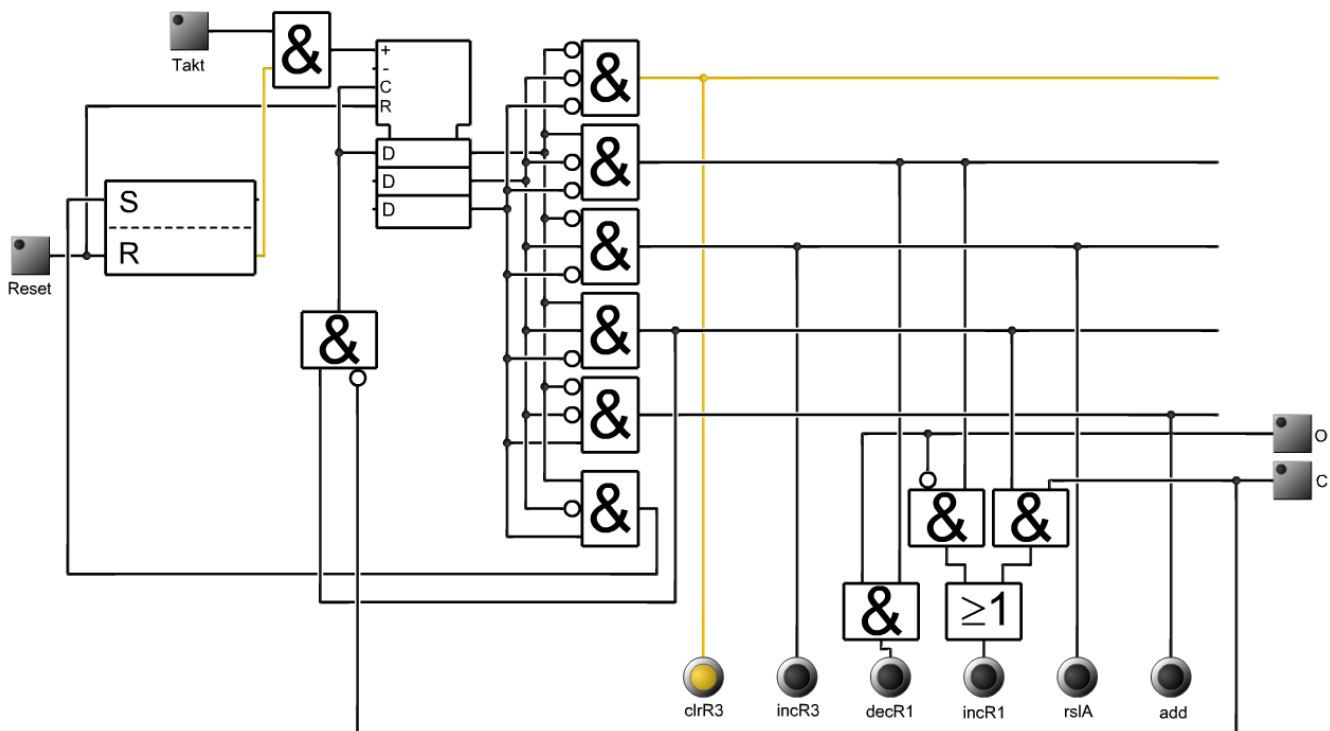 Takt
&
+
-
C
R
D
D
D
S
R
Reset
&
&
&
&
&
&
&
O
C
&
&
&
≥1
clrR3
incR3
decR1
incR1
rslA
add